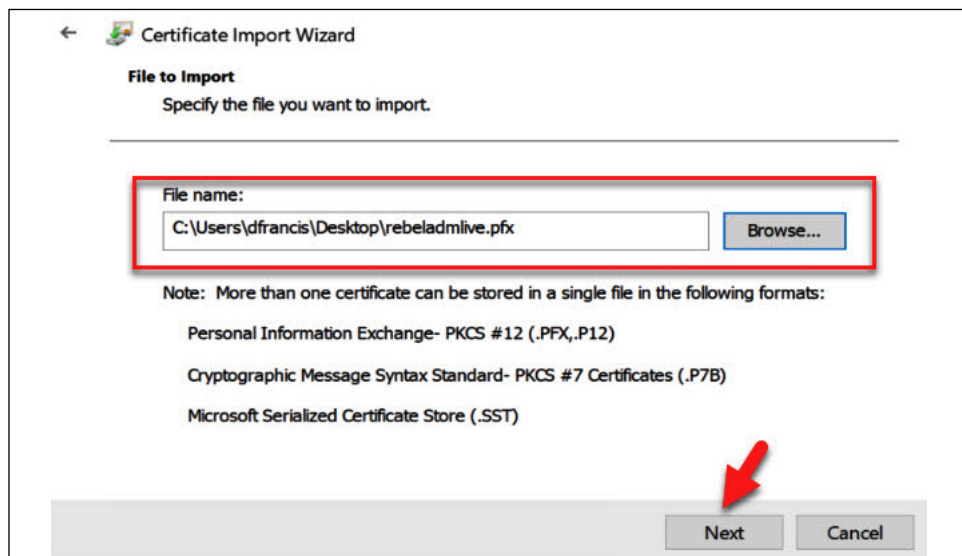 Certificate Import Wizard
File to Import
Specify the file you want to import.
File name:
C:\Users\dfrancis\Desktop\rebeladmlive.pfx
Browse...
Note: More than one certificate can be stored in a single file in the following formats:
Personal Information Exchange- PKCS #12 (.PFX,.P12)
Cryptographic Message Syntax Standard- PKCS #7 Certificates (.P7B)
Microsoft Serialized Certificate Store (.SST)
Next
Cancel